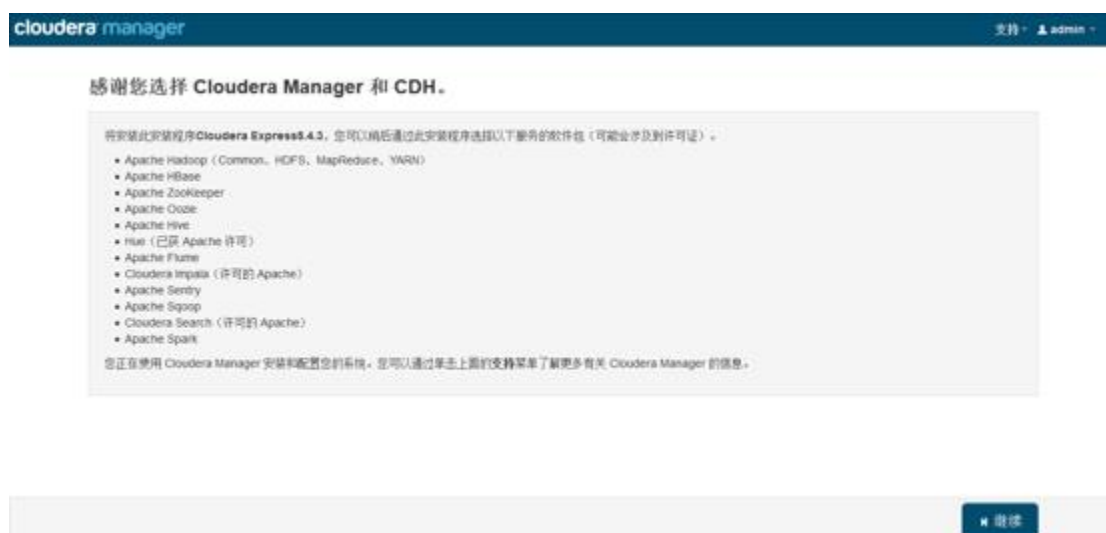 cloudera manager
支持 admin
感谢您选择 Cloudera Manager 和 CDH。
将安装此安装程序Cloudera Express5.4.3。您可以稍后通过此安装程序选择以下服务的软件包（可能会涉及到许可证）。
Apache Hadoop（Common、HDFS、MapReduce、YARN）
Apache HBase
Apache ZooKeeper
Apache Oozie
Apache Hive
Hue（已获 Apache 许可）
Apache Flume
Cloudera Impala（许可的 Apache）
Apache Sentry
Apache Sqoop
Cloudera Search（许可的 Apache）
Apache Spark
您正在使用 Cloudera Manager 安装和配置您的系统。您可以通过单击上面的支持菜单了解更多有关 Cloudera Manager 的信息。
继续